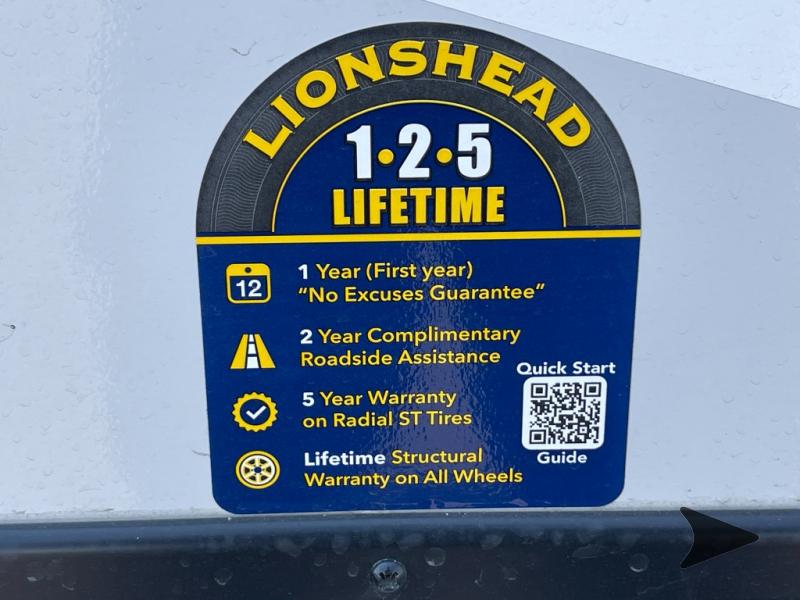 LIONSHEAD
1•2•5
LIFETIME
12
1 Year (First year)
"No Excuses Guarantee"
2 Year Complimentary
Roadside Assistance
5 Year Warranty
on Radial ST Tires
Lifetime Structural
Warranty on All Wheels
Quick Start
Guide